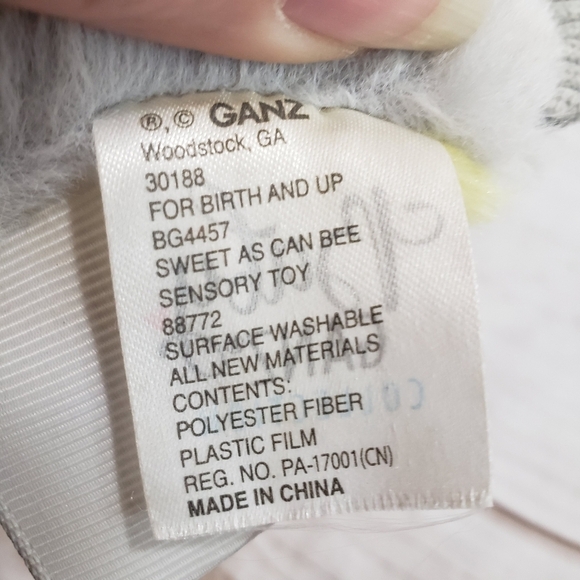 ®, © GANZ
Woodstock, GA
30188
FOR BIRTH AND UP
BG4457
SWEET AS CAN BEE
SENSORY TOY
88772
SURFACE WASHABLE
ALL NEW MATERIALS
CONTENTS:
POLYESTER FIBER
PLASTIC FILM
REG. NO. PA-17001(CN)
MADE IN CHINA